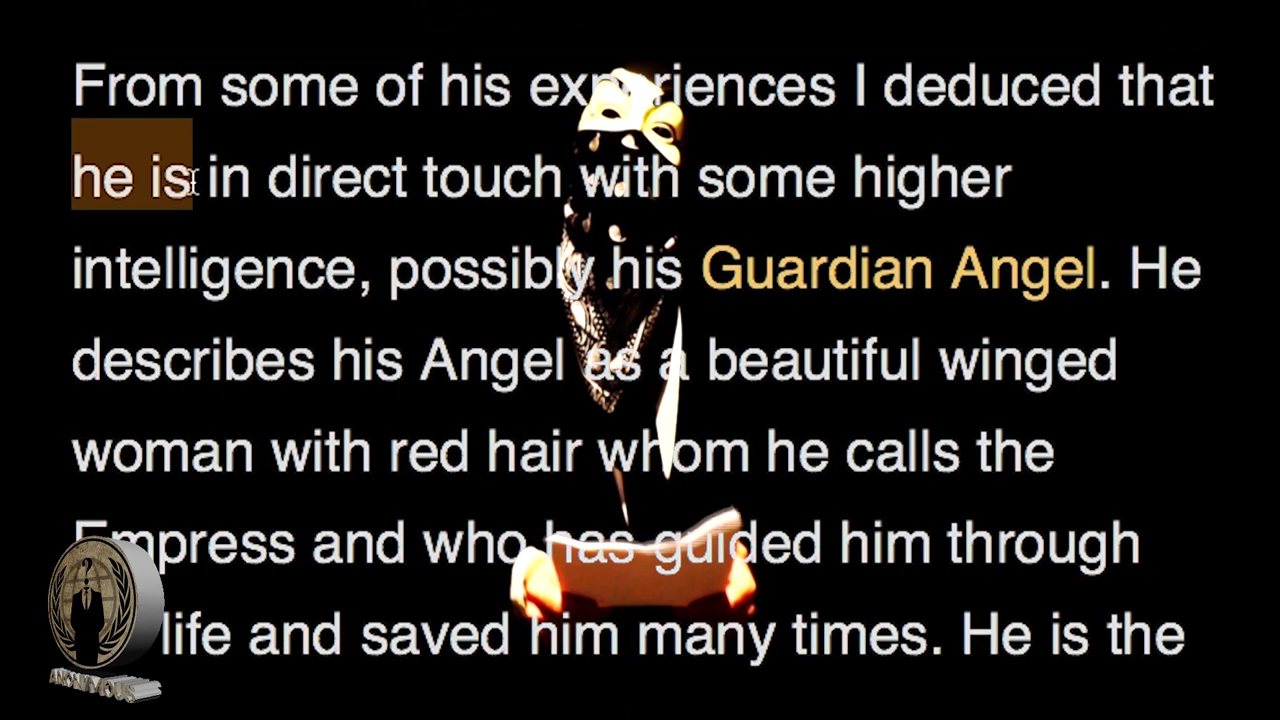 From some of his experiences I deduced that
he is in direct touch with some higher
intelligence, possibly his Guardian Angel. He
describes his Angel as a beautiful winged
woman with red hair whom he calls the
Empress and who has guided him through
life and saved him many times. He is the
ANONYMOUS